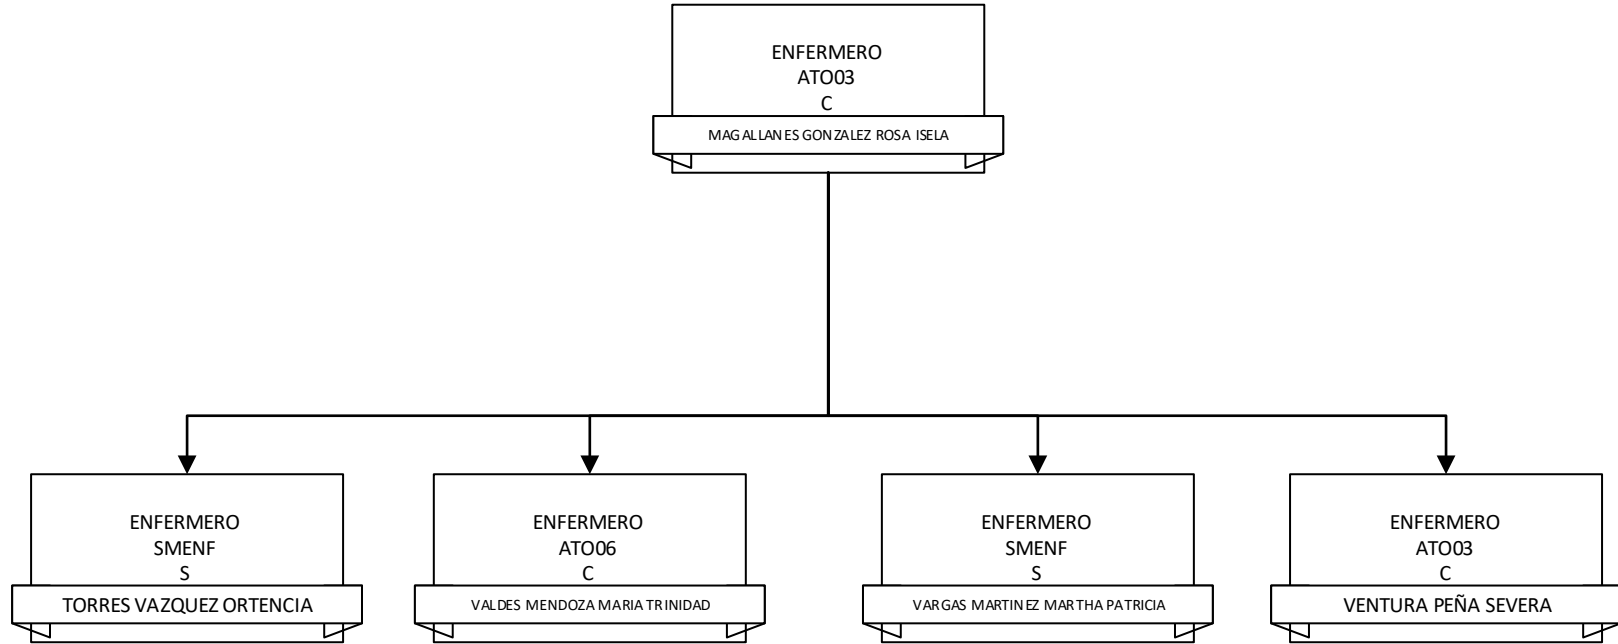 ENFERMERO
ATO03
C
MAGALLANES GONZALEZ ROSA ISELA
ENFERMERO
SMENF
S
TORRES VAZQUEZ ORTENCIA
ENFERMERO
ATO06
C
VALDES MENDOZA MARIA TRINIDAD
ENFERMERO
SMENF
S
VARGAS MARTINEZ MARTHA PATRICIA
ENFERMERO
ATO03
C
VENTURA PEÑA SEVERA